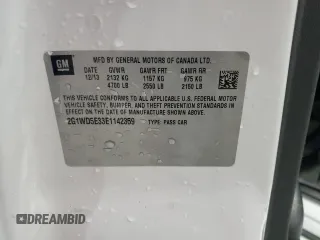 GM
MFD BY GENERAL MOTORS OF CANADA LTD.
DATE GVWR GAWR FRT GAWR RR
12/13 2132 KG 1157 KG 975 KG
4700 LB 2550 LB 2150 LB
THIS VEHICLE CONFORMS TO ALL APPLICABLE U.S. FEDERAL MOTOR
VEHICLE SAFETY, BUMPER, AND THEFT PREVENTION STANDARDS IN
EFFECT ON THE DATE OF MANUFACTURE SHOWN ABOVE.
2G1WD5E33E1142359 TYPE: PASS CAR
DREAMBID